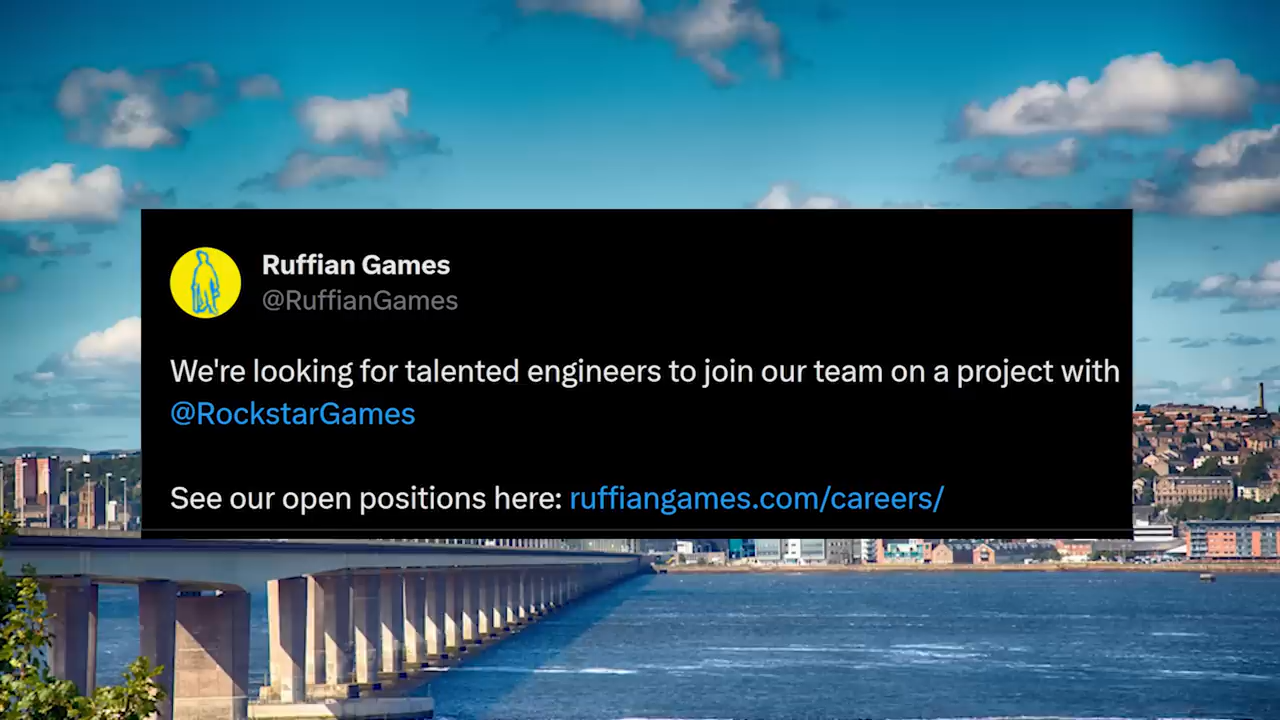 Ruffian Games
@RuffianGames
We're looking for talented engineers to join our team on a project with
@RockstarGames
See our open positions here: ruffiangames.com/careers/